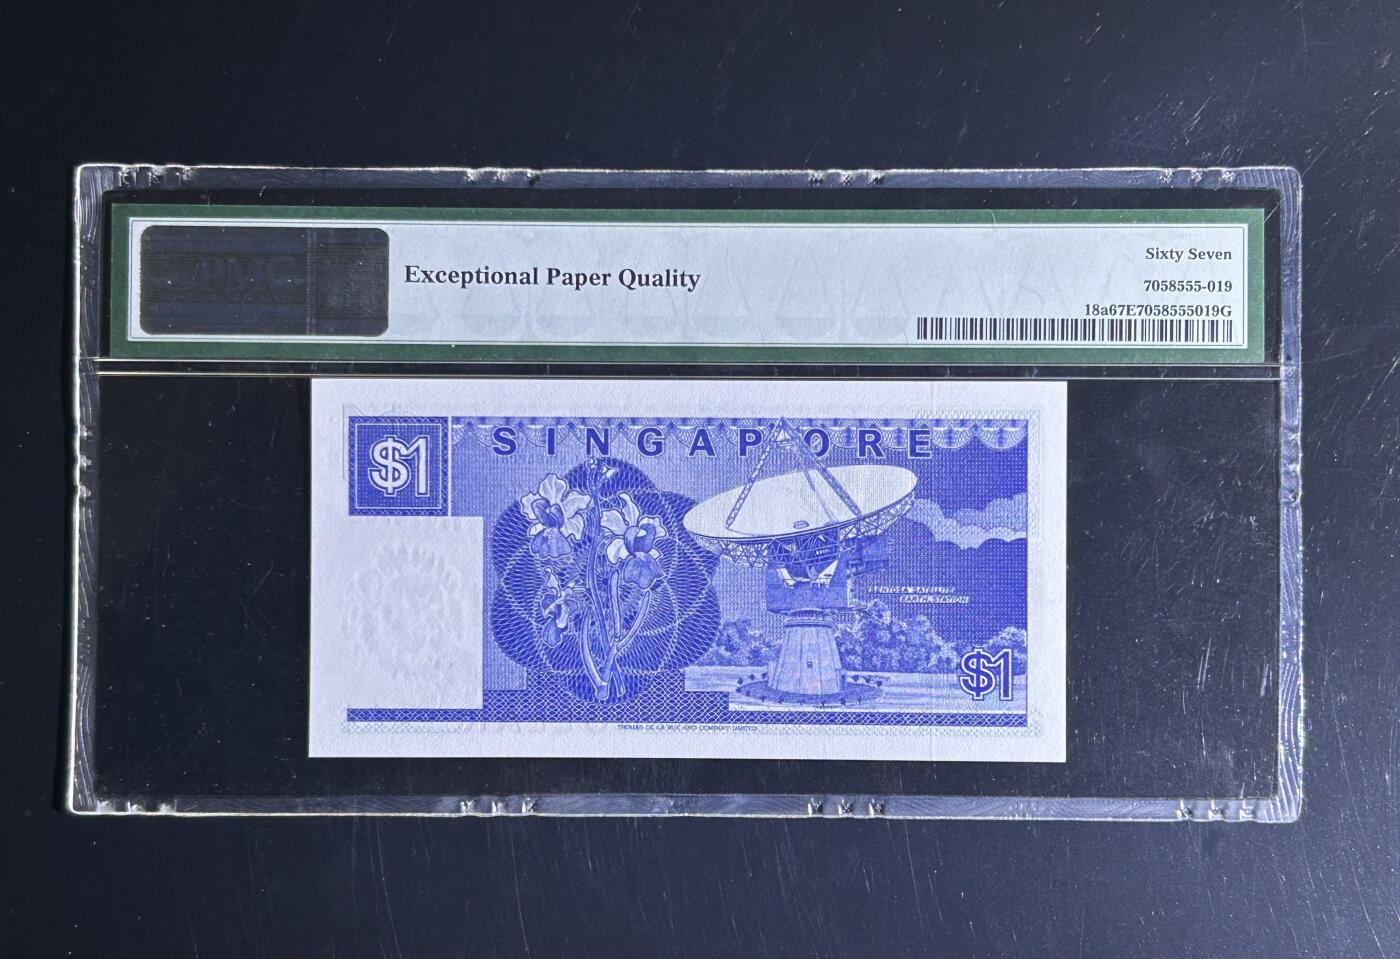 PMG
Exceptional Paper Quality
Sixty Seven
7058555-019
18a67E7058555019G
$1
SINGAPORE
SENTOSA SATELLITE
EARTH STATION
$1
THOMAS DE LA RUE AND COMPANY LIMITED